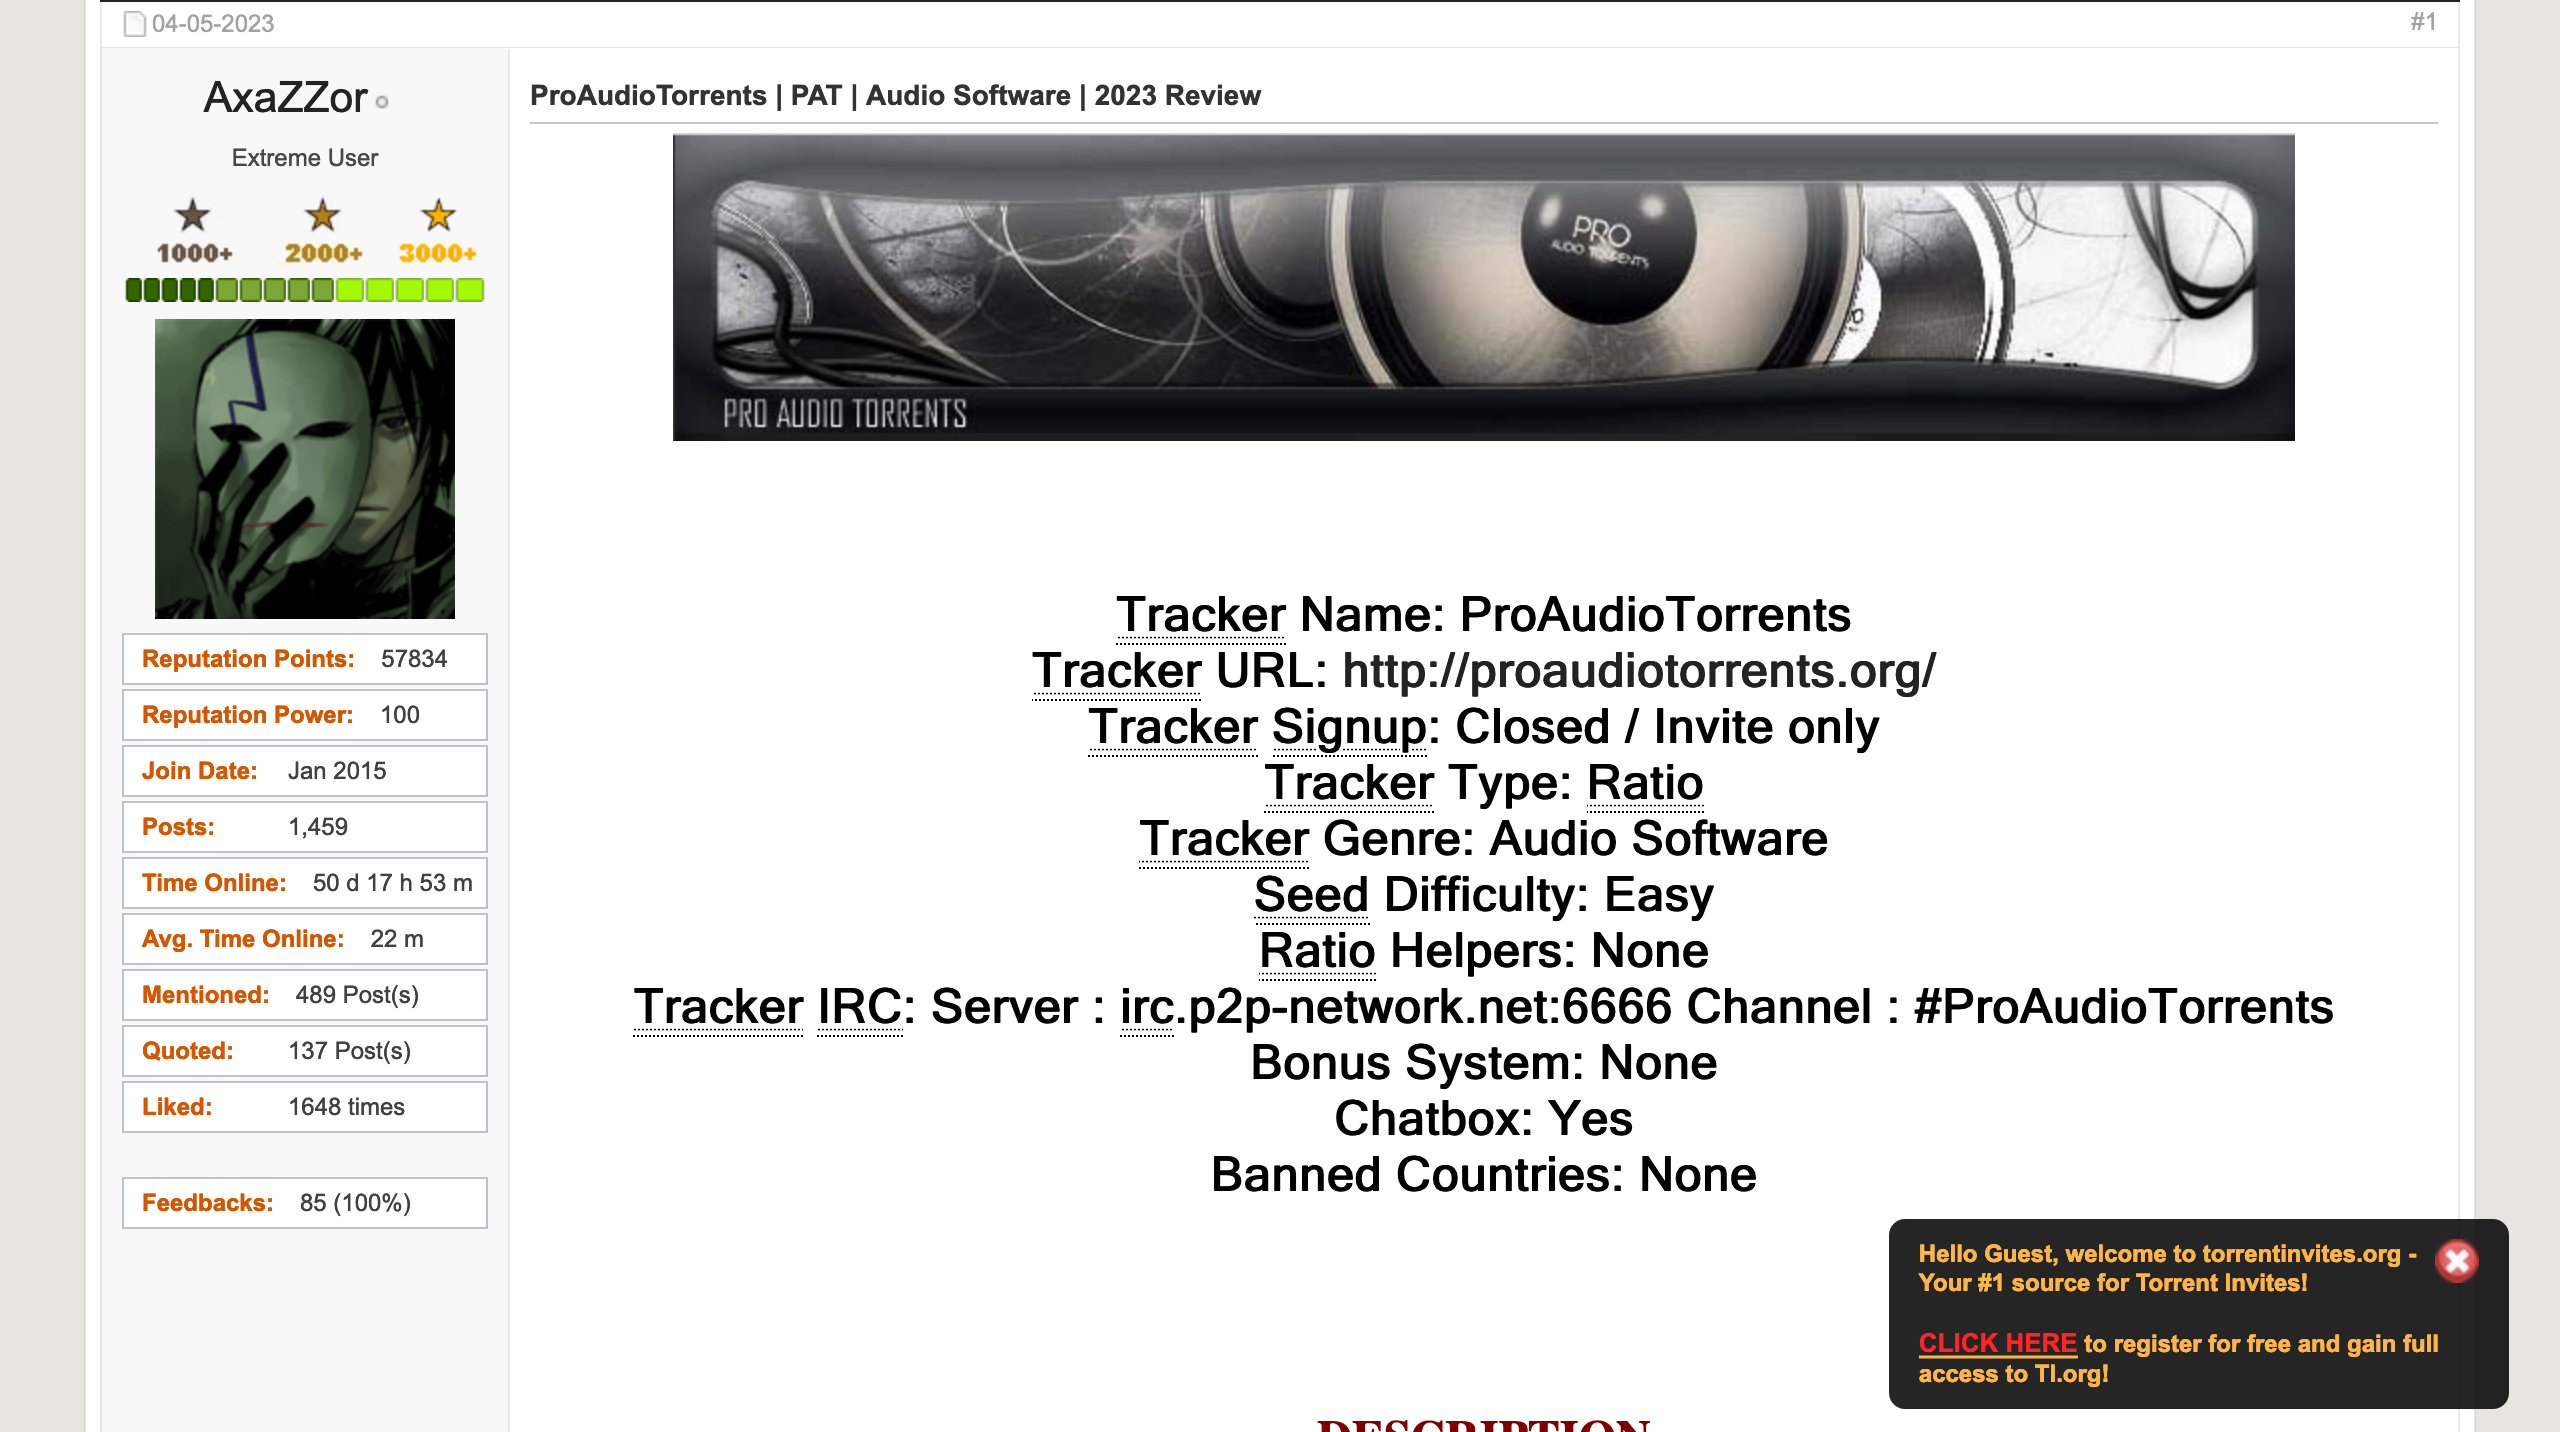 04-05-2023
#1
AxaZZor
Extreme User
1000+ 2000+ 3000+
Reputation Points: 57834
Reputation Power: 100
Join Date: Jan 2015
Posts: 1,459
Time Online: 50 d 17 h 53 m
Avg. Time Online: 22 m
Mentioned: 489 Post(s)
Quoted: 137 Post(s)
Liked: 1648 times
Feedbacks: 85 (100%)
ProAudioTorrents | PAT | Audio Software | 2023 Review
PRO
AUDIO TORRENTS
PRO AUDIO TORRENTS
Tracker Name: ProAudioTorrents
Tracker URL: http://proaudiotorrents.org/
Tracker Signup: Closed / Invite only
Tracker Type: Ratio
Tracker Genre: Audio Software
Seed Difficulty: Easy
Ratio Helpers: None
Tracker IRC: Server : irc.p2p-network.net:6666 Channel : #ProAudioTorrents
Bonus System: None
Chatbox: Yes
Banned Countries: None
DESCRIPTION
Hello Guest, welcome to torrentinvites.org -
Your #1 source for Torrent Invites!
CLICK HERE to register for free and gain full
access to TI.org!